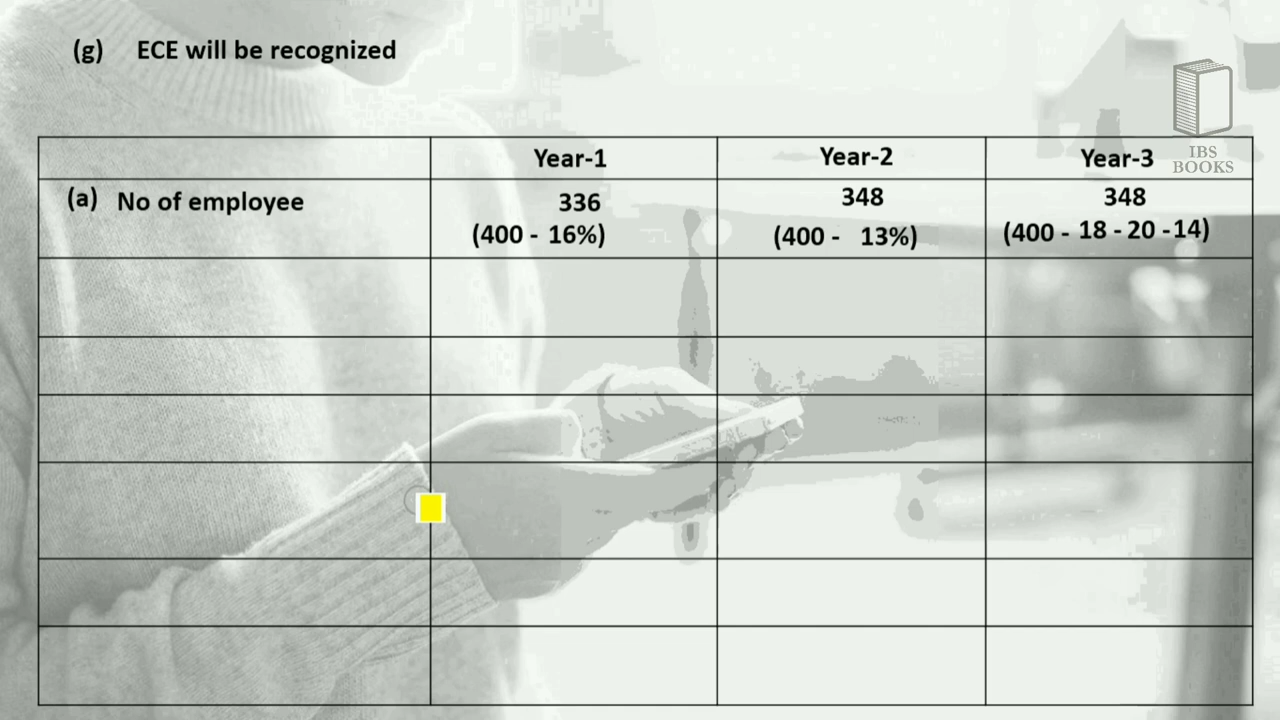 (g) ECE will be recognized
IBS
BOOKS
Year-1 Year-2 Year-3
(a) No of employee 336 348 348
(400 - 16%) (400 - 13%) (400 - 18 - 20 -14)